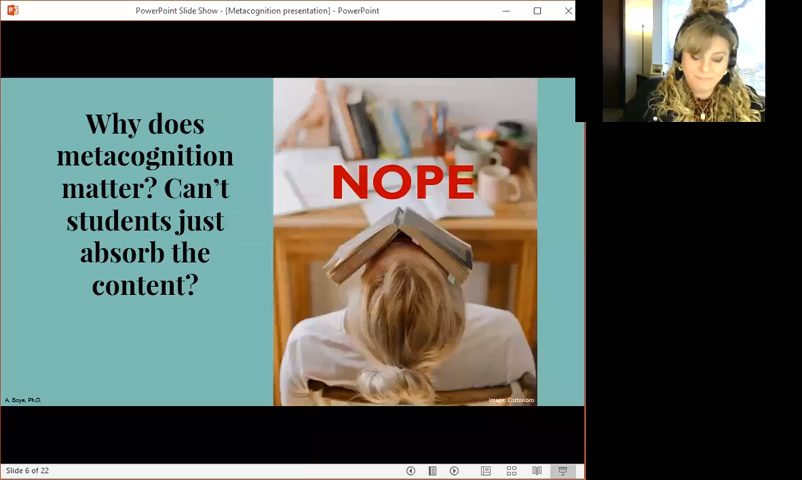 PowerPoint Slide Show - [Metacognition presentation] - PowerPoint
Why does
metacognition
matter? Can't
students just
absorb the
content?
NOPE
A. Boye, Ph.D.
Image: Cottonbro
Slide 6 of 22